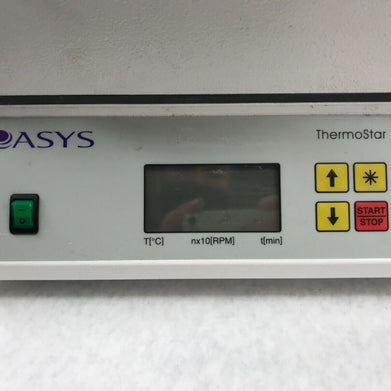 ASYS
ThermoStar
START
STOP
T[°C] nx10[RPM] t[min]